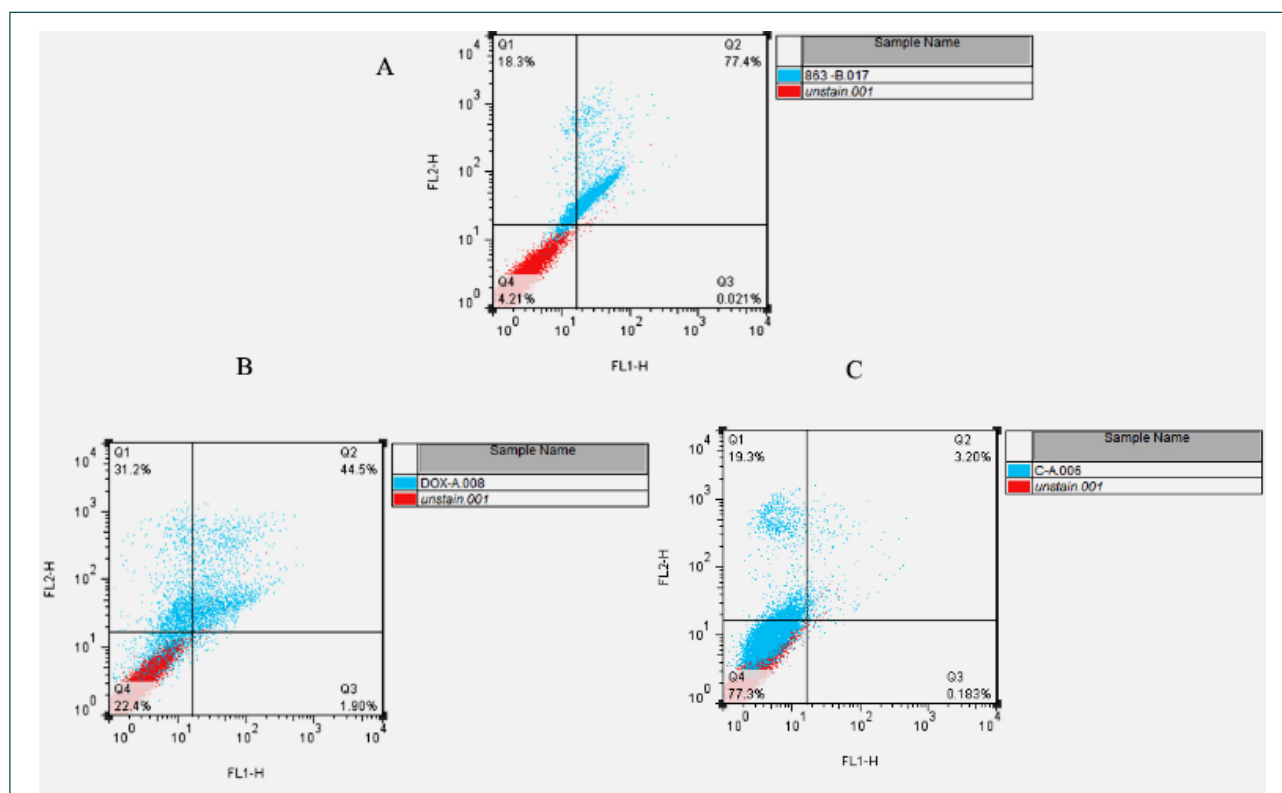 A
Q1
18.3%
Q2
77.4%
Q4
4.21%
Q3
0.021%
10^4
10^3
10^2
10^1
10^0
FL2-H
10^0 10^1 10^2 10^3 10^4
FL1-H
Sample Name
863 -B.017
unstain.001
B
Q1
31.2%
Q2
44.5%
Q4
22.4%
Q3
1.90%
10^4
10^3
10^2
10^1
10^0
FL2-H
10^0 10^1 10^2 10^3 10^4
FL1-H
Sample Name
DOX-A.008
unstain.001
C
Q1
19.3%
Q2
3.20%
Q4
77.3%
Q3
0.183%
10^4
10^3
10^2
10^1
10^0
FL2-H
10^0 10^1 10^2 10^3 10^4
FL1-H
Sample Name
C-A.006
unstain.001